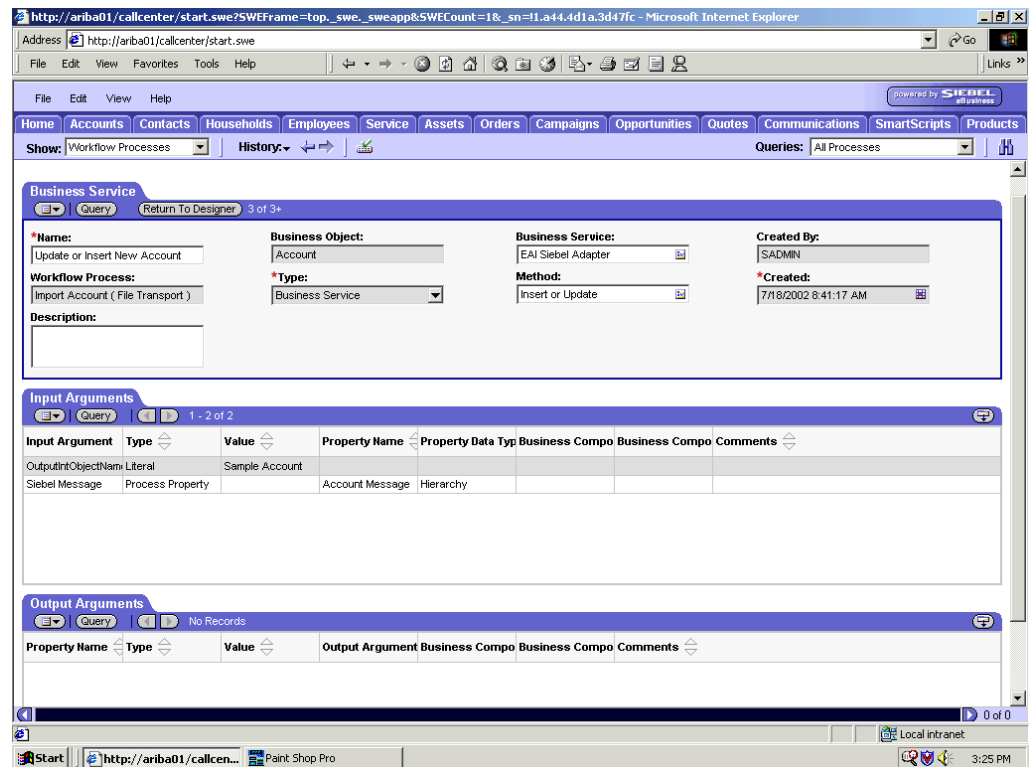 http://ariba01/callcenter/start.swe?SWEFrame=top._swe._sweapp&SWECount=1&_sn=!1.a44.4d1a.3d47fc - Microsoft Internet Explorer
Address http://ariba01/callcenter/start.swe Go
File Edit View Favorites Tools Help Links »
File Edit View Help powered by SIEBEL eBusiness
Home Accounts Contacts Households Employees Service Assets Orders Campaigns Opportunities Quotes Communications SmartScripts Products
Show: Workflow Processes History: Queries: All Processes
Business Service
Query Return To Designer 3 of 3+
*Name: Business Object: Business Service: Created By:
Update or Insert New Account Account EAI Siebel Adapter SADMIN
Workflow Process: *Type: Method: *Created:
Import Account ( File Transport ) Business Service Insert or Update 7/18/2002 8:41:17 AM
Description:
Input Arguments
Query 1 - 2 of 2
Input Argument Type Value Property Name Property Data Typ Business Compo Business Compo Comments
OutputIntObjectNam Literal Sample Account
Siebel Message Process Property Account Message Hierarchy
Output Arguments
Query No Records
Property Name Type Value Output Argument Business Compo Business Compo Comments
0 of 0
Local intranet
Start http://ariba01/callcen... Paint Shop Pro 3:25 PM